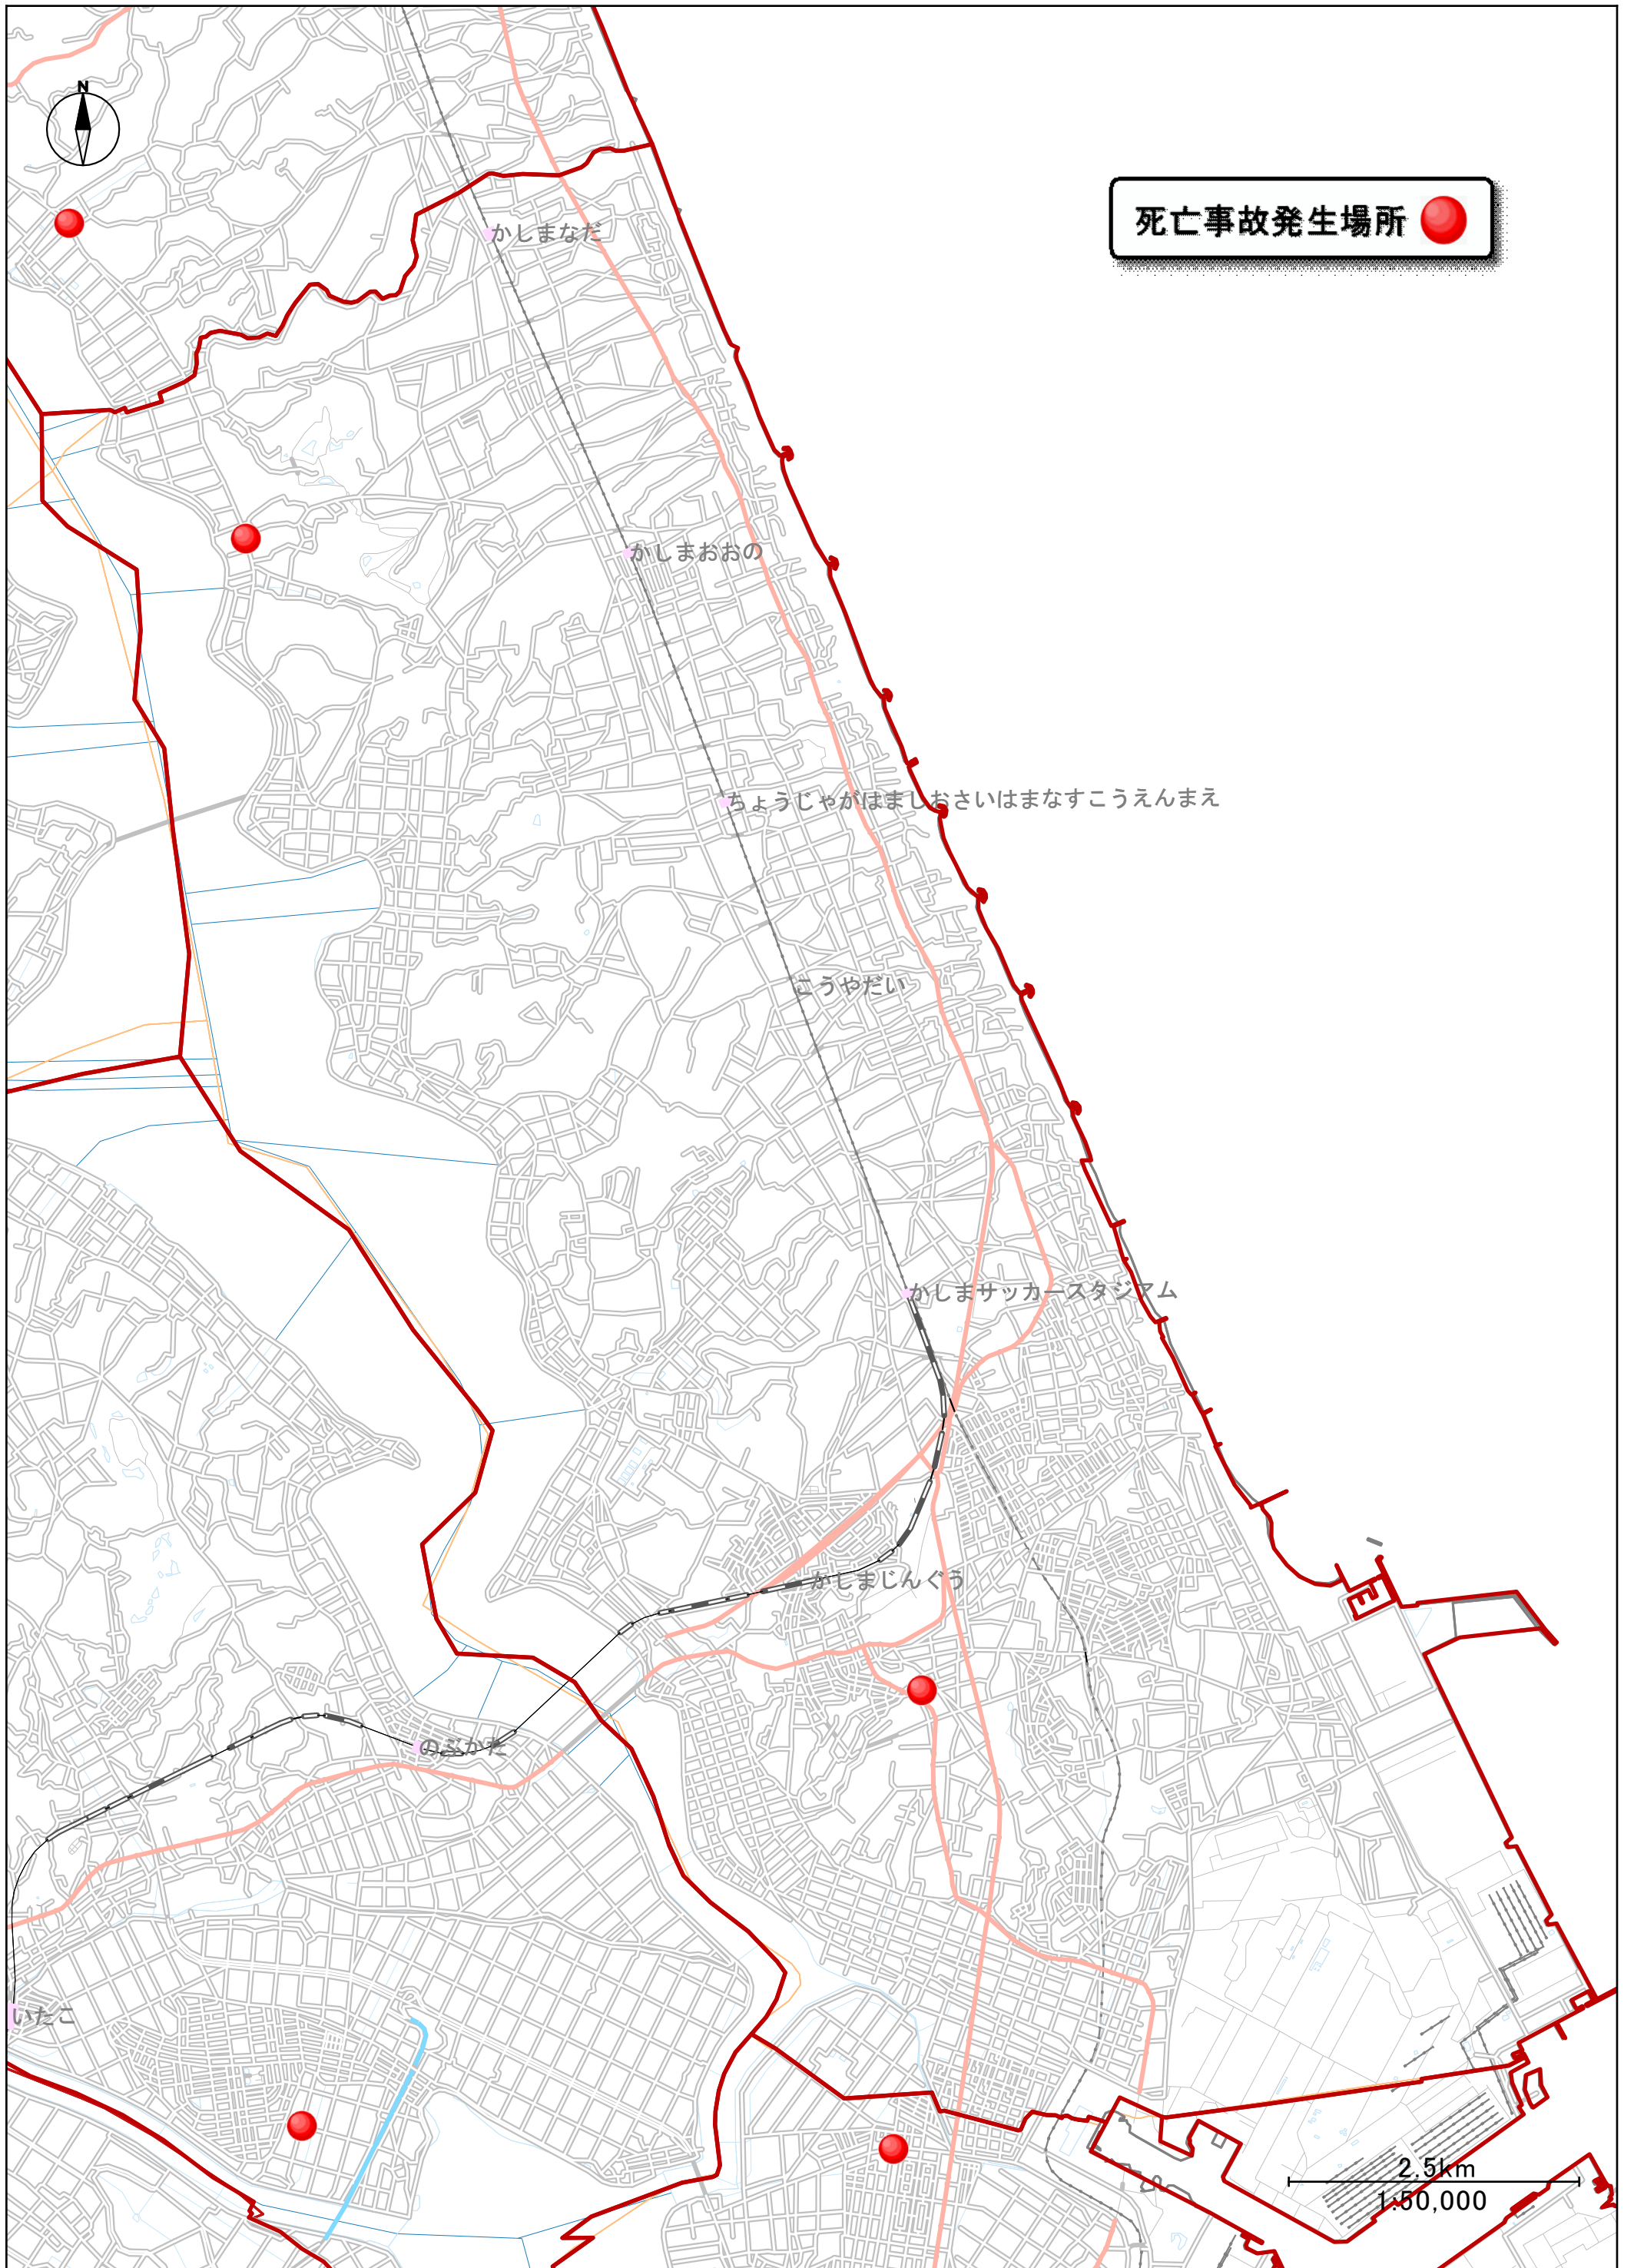 N
死亡事故発生場所
かしまなだ
かしまおおの
ちょうじゃがはましおさいはまなすこうえんまえ
こうやだい
かしまサッカースタジアム
かしまじんぐう
のぶかた
いたこ
2.5km
1:50,000